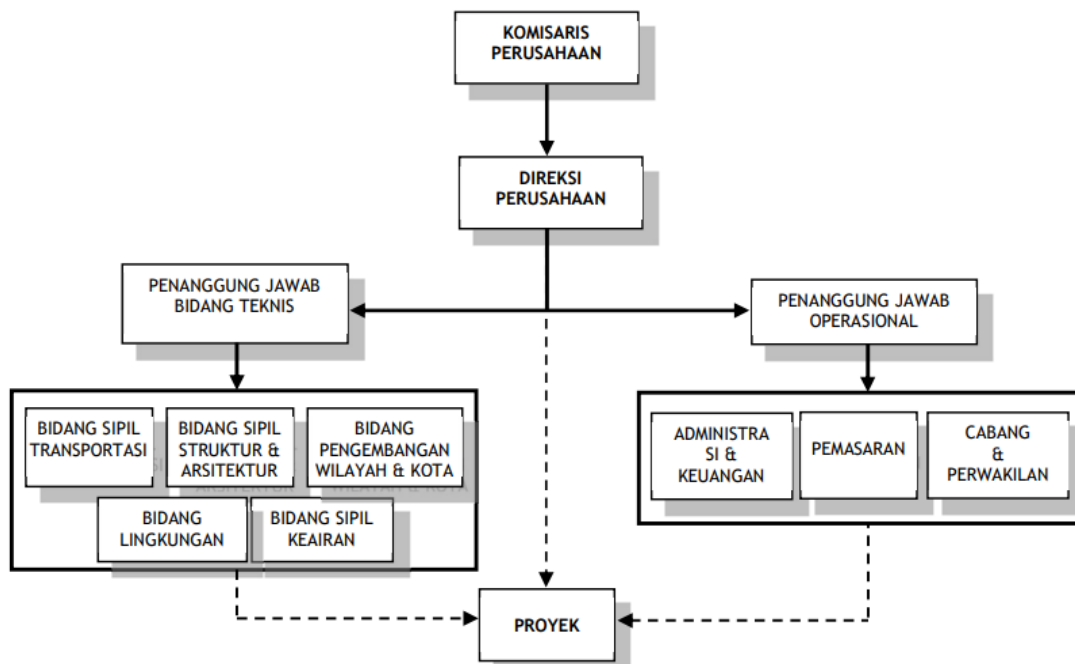 KOMISARIS
PERUSAHAAN
DIREKSI
PERUSAHAAN
PENANGGUNG JAWAB
BIDANG TEKNIS
PENANGGUNG JAWAB
OPERASIONAL
BIDANG SIPIL
TRANSPORTASI
BIDANG SIPIL
STRUKTUR &
ARSITEKTUR
BIDANG
PENGEMBANGAN
WILAYAH & KOTA
BIDANG
LINGKUNGAN
BIDANG SIPIL
KEAIRAN
ADMINISTRA
SI &
KEUANGAN
PEMASARAN
CABANG
&
PERWAKILAN
PROYEK